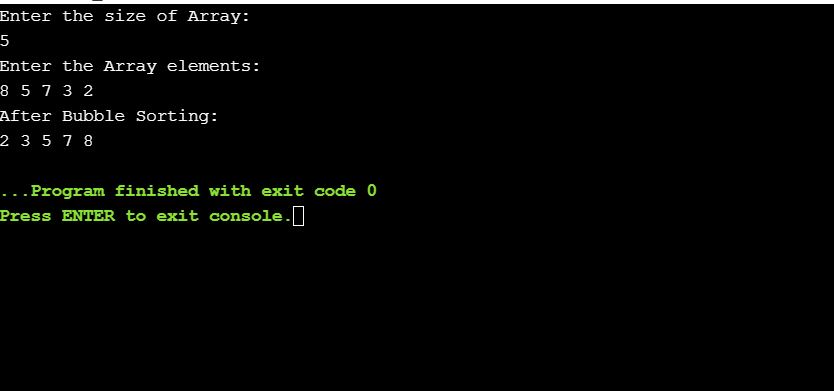 Enter the size of Array:
5
Enter the Array elements:
8 5 7 3 2
After Bubble Sorting:
2 3 5 7 8
...Program finished with exit code 0
Press ENTER to exit console.